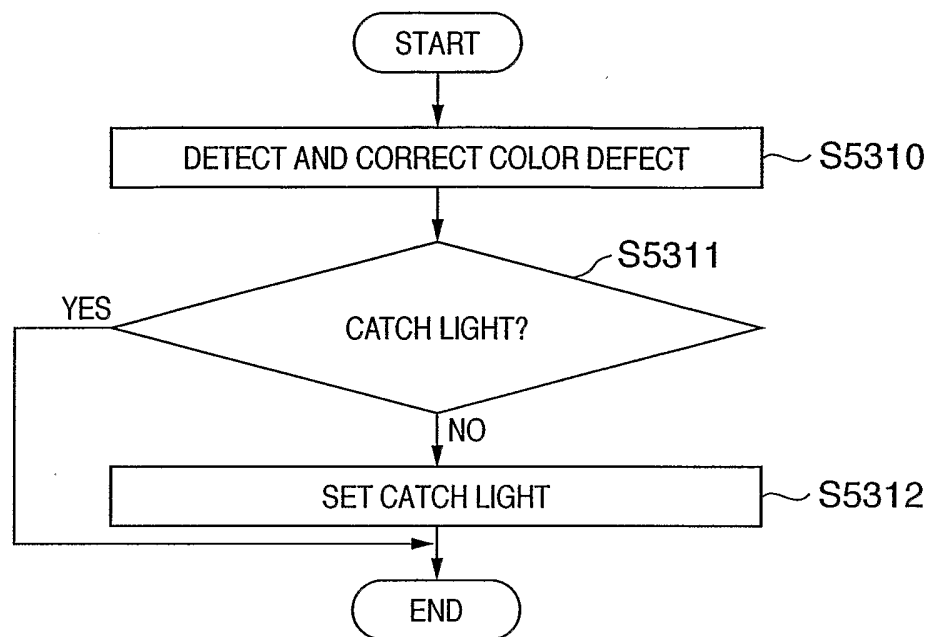 START
DETECT AND CORRECT COLOR DEFECT
S5310
S5311
YES
CATCH LIGHT?
NO
SET CATCH LIGHT
S5312
END